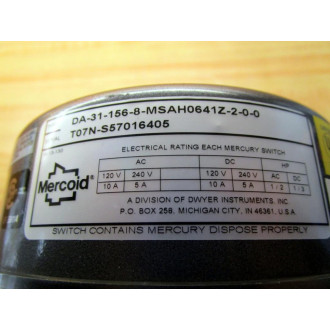 DA-31-156-8-MSAH0641Z-2-0-0
T07N-S57016405
ELECTRICAL RATING EACH MERCURY SWITCH
AC DC HP
120 V 240 V 120 V 240 V AC DC
10 A 5 A 10 A 5 A 1/3
Mercoid
A DIVISION OF DWYER INSTRUMENTS, INC.
P.O. BOX 258, MICHIGAN CITY, IN 46361, U.S.A.
SWITCH CONTAINS MERCURY DISPOSE PROPERLY